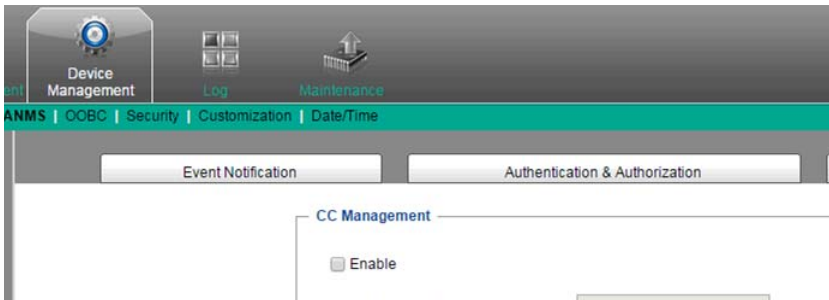 Device
Management
Log
Maintenance
ANMS | OOBC | Security | Customization | Date/Time
Event Notification
Authentication & Authorization
CC Management
Enable